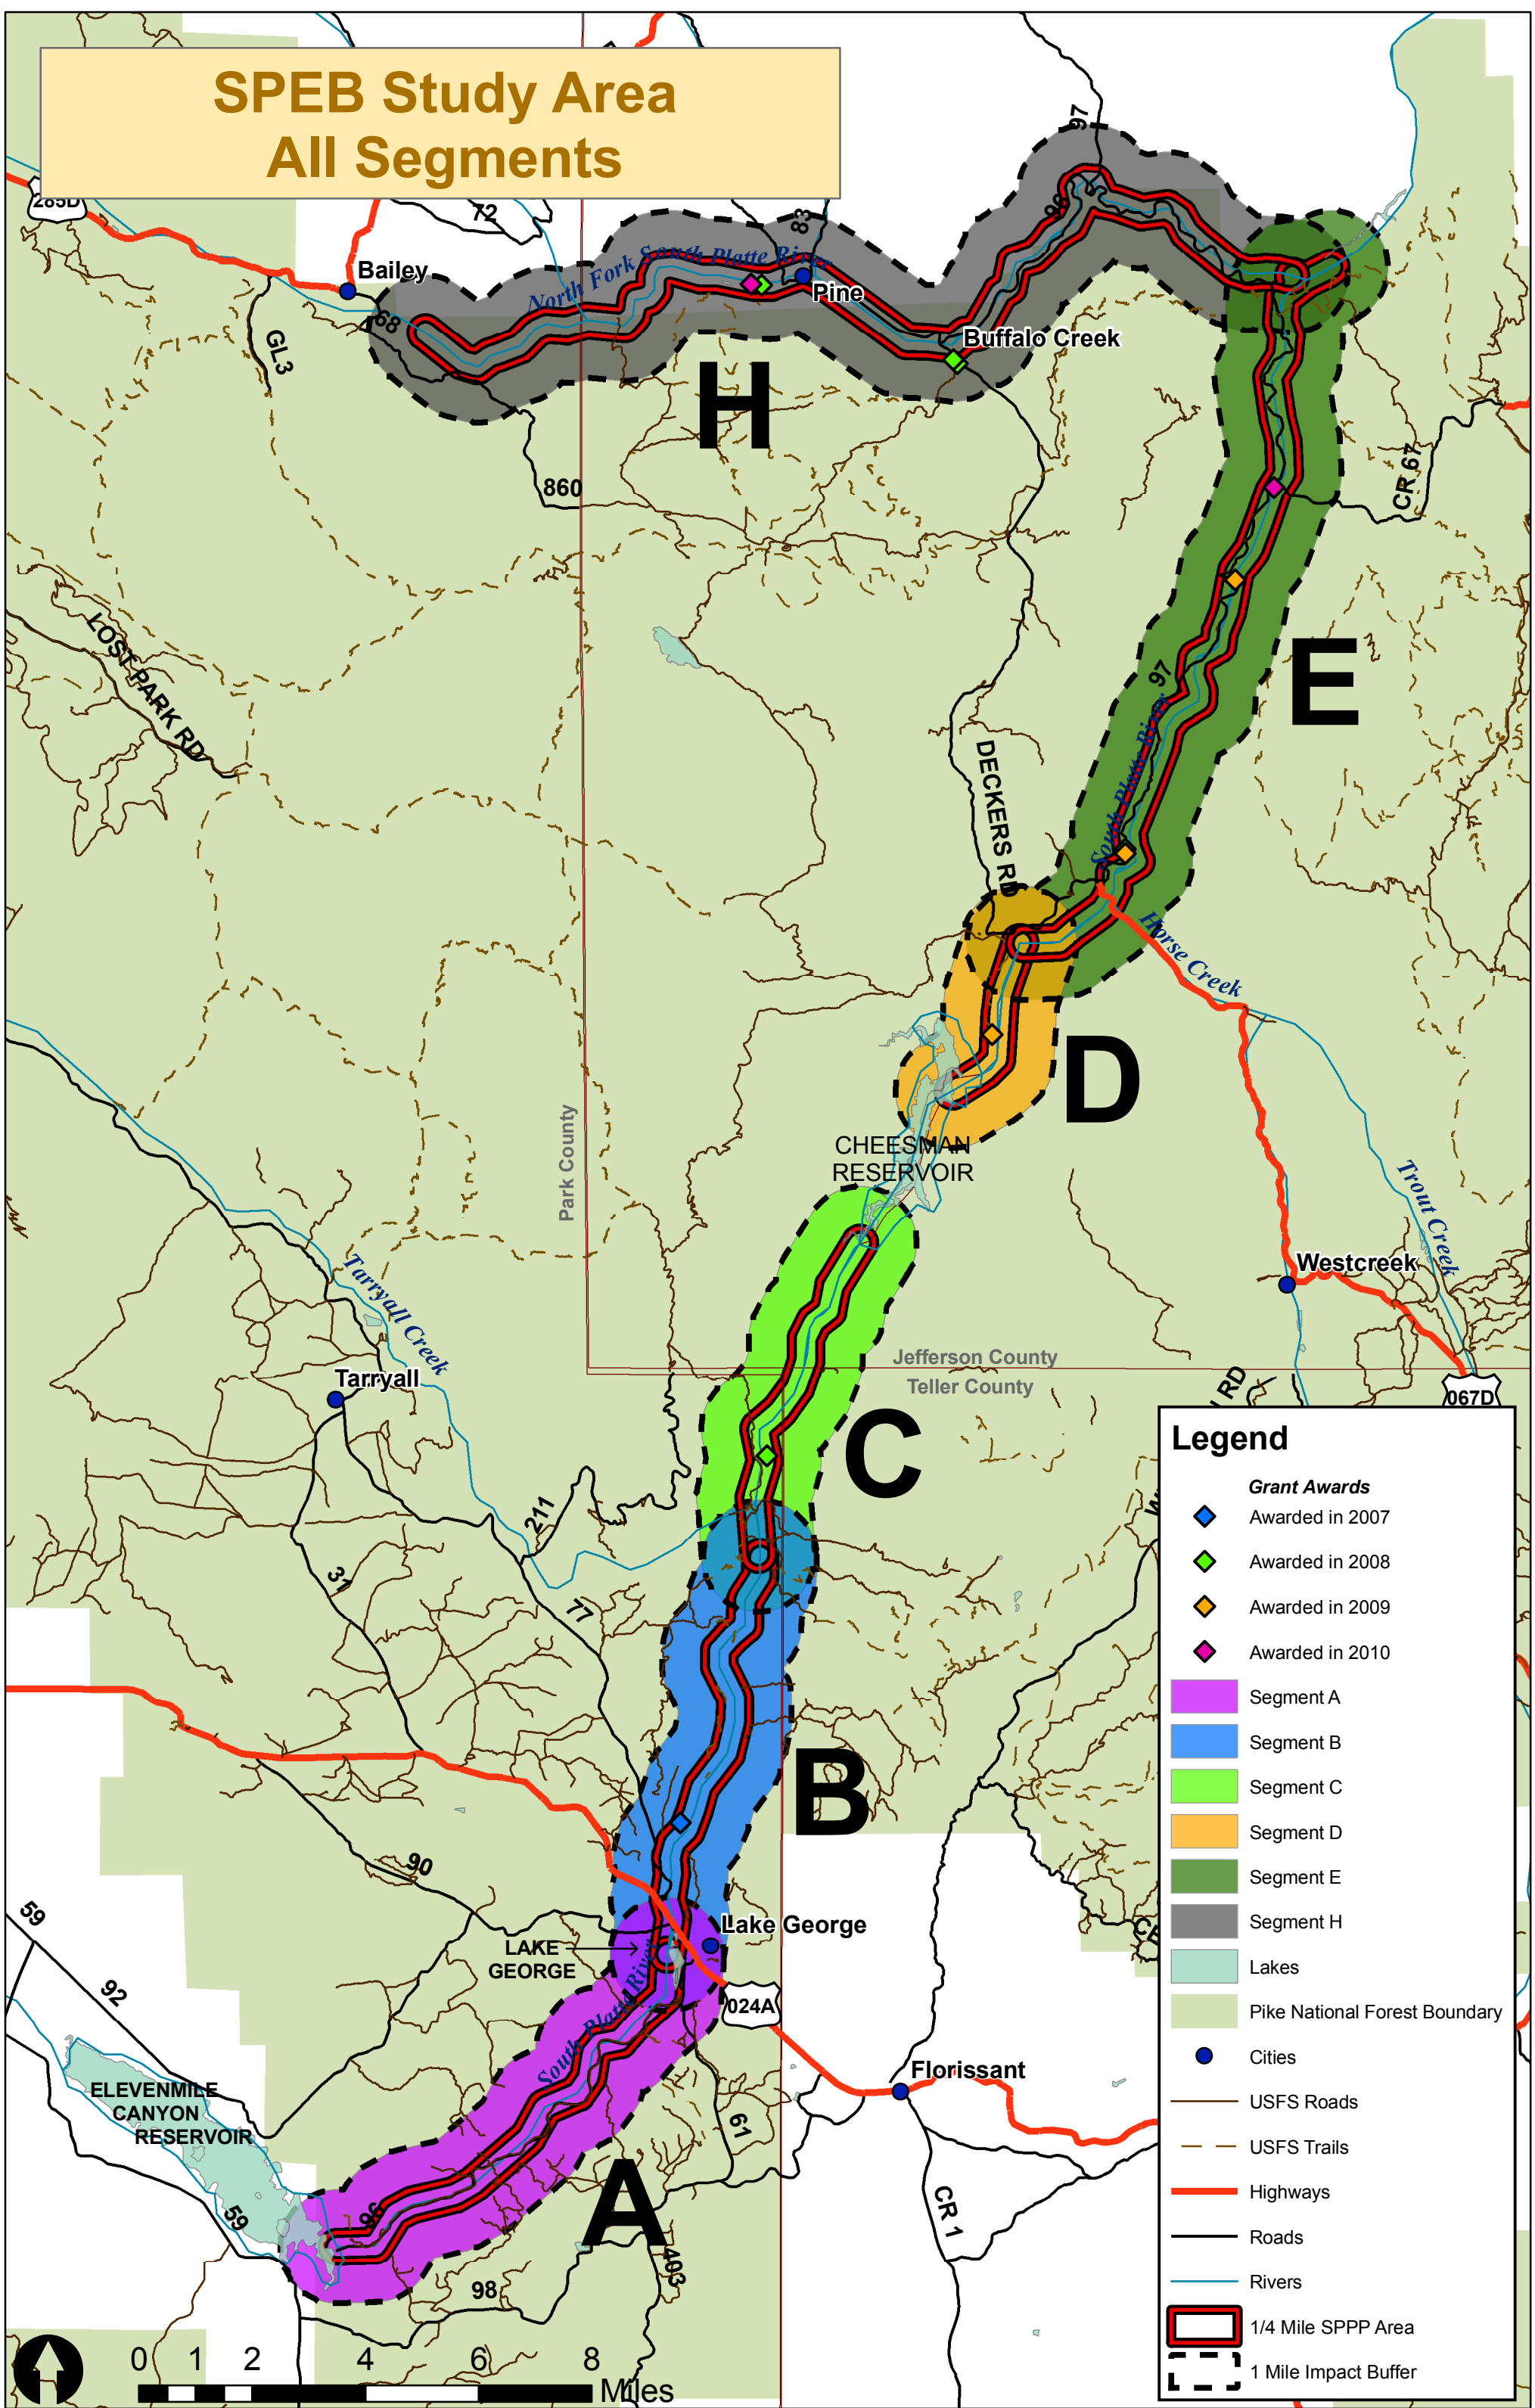 SPEB Study Area
All Segments
97
285D
72
83
96
Bailey
North Fork South Platte River
Pine
68
Buffalo Creek
GL3
H
860
CR 67
E
LOST PARK RD
97
DECKERS RD
South Platte River
Horse Creek
D
CHEESMAN
RESERVOIR
Park County
Trout Creek
Westcreek
Tarryall Creek
Jefferson County
Teller County
Tarryall
RD
067D
C
211
31
77
B
90
59
Lake George
LAKE
GEORGE
92
024A
South Platte River
Florissant
ELEVENMILE
CANYON
RESERVOIR
61
A
96
59
CR 1
403
98
0 1 2 4 6 8
Miles
Legend
Grant Awards
Awarded in 2007
Awarded in 2008
Awarded in 2009
Awarded in 2010
Segment A
Segment B
Segment C
Segment D
Segment E
Segment H
Lakes
Pike National Forest Boundary
Cities
USFS Roads
USFS Trails
Highways
Roads
Rivers
1/4 Mile SPPP Area
1 Mile Impact Buffer